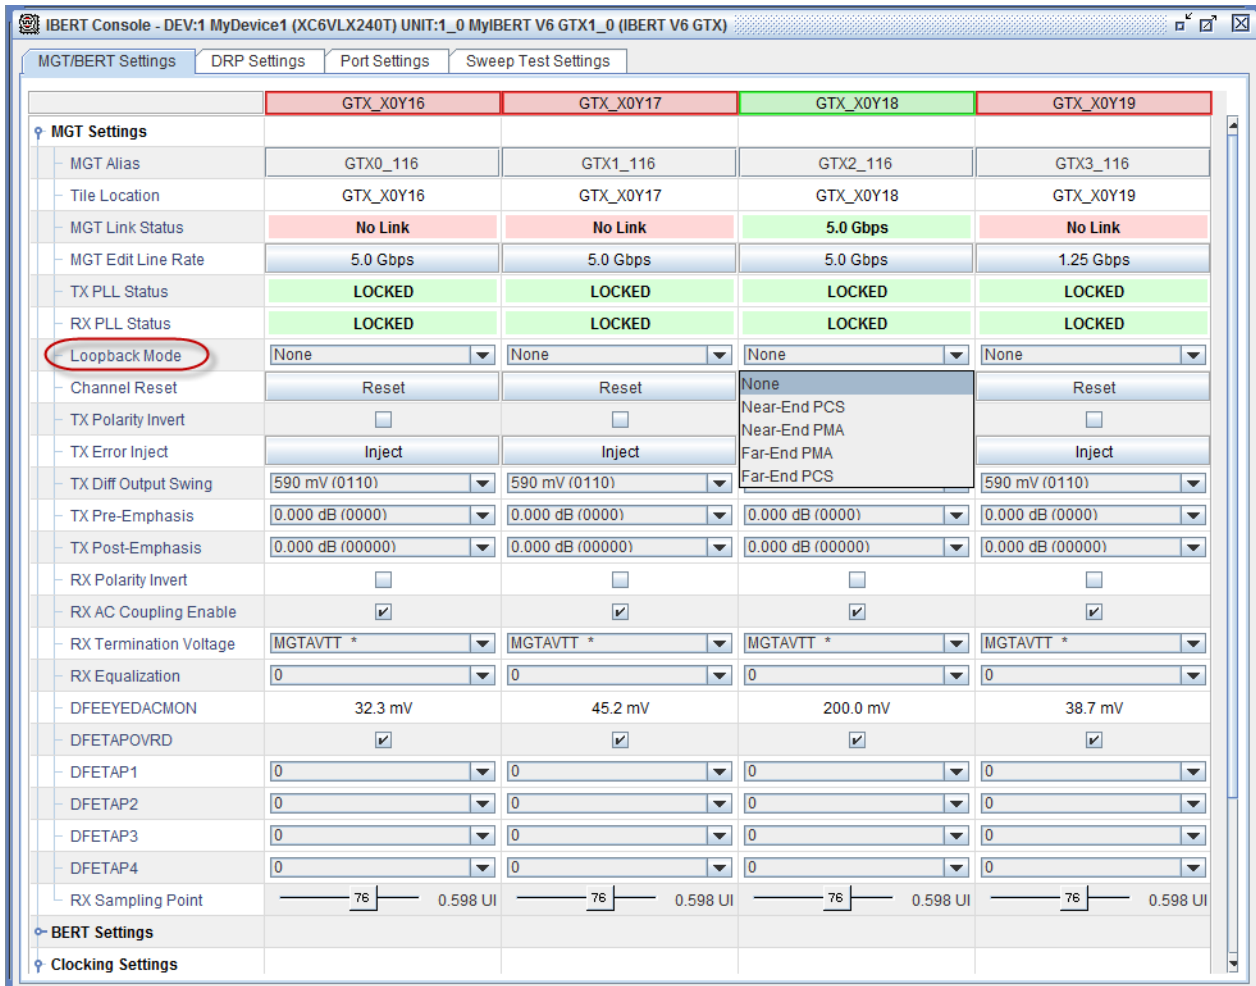 IBERT Console - DEV:1 MyDevice1 (XC6VLX240T) UNIT:1_0 MyIBERT V6 GTX1_0 (IBERT V6 GTX)
MGT/BERT Settings DRP Settings Port Settings Sweep Test Settings
GTX_X0Y16 GTX_X0Y17 GTX_X0Y18 GTX_X0Y19
MGT Settings
MGT Alias GTX0_116 GTX1_116 GTX2_116 GTX3_116
Tile Location GTX_X0Y16 GTX_X0Y17 GTX_X0Y18 GTX_X0Y19
MGT Link Status No Link No Link 5.0 Gbps No Link
MGT Edit Line Rate 5.0 Gbps 5.0 Gbps 5.0 Gbps 1.25 Gbps
TX PLL Status LOCKED LOCKED LOCKED LOCKED
RX PLL Status LOCKED LOCKED LOCKED LOCKED
Loopback Mode None None None None
Channel Reset Reset Reset None Reset
Near-End PCS
TX Polarity Invert
Near-End PMA
TX Error Inject Inject Inject Far-End PMA Inject
Far-End PCS
TX Diff Output Swing 590 mV (0110) 590 mV (0110) 590 mV (0110)
TX Pre-Emphasis 0.000 dB (0000) 0.000 dB (0000) 0.000 dB (0000) 0.000 dB (0000)
TX Post-Emphasis 0.000 dB (00000) 0.000 dB (00000) 0.000 dB (00000) 0.000 dB (00000)
RX Polarity Invert
RX AC Coupling Enable
RX Termination Voltage MGTAVTT * MGTAVTT * MGTAVTT * MGTAVTT *
RX Equalization 0 0 0 0
DFEEYEDACMON 32.3 mV 45.2 mV 200.0 mV 38.7 mV
DFETAPOVRD
DFETAP1 0 0 0 0
DFETAP2 0 0 0 0
DFETAP3 0 0 0 0
DFETAP4 0 0 0 0
RX Sampling Point 76 0.598 UI 76 0.598 UI 76 0.598 UI 76 0.598 UI
BERT Settings
Clocking Settings